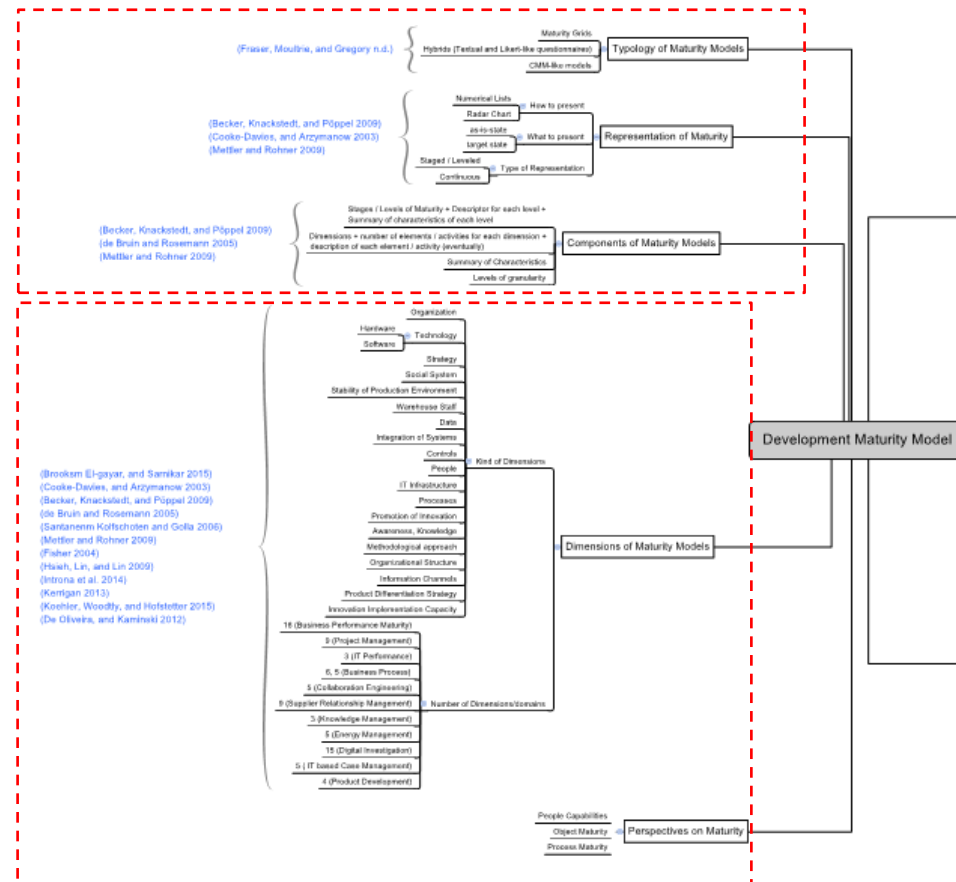 (Fraser, Moultrie, and Gregory n.d.)
Maturity Grids
Hybrids (Textual and Likert-like questionnaires)
CMM-like models
Typology of Maturity Models
(Becker, Knackstedt, and Pöppel 2009)
(Cooke-Davies, and Arzymanow 2003)
(Mettler and Rohner 2009)
Numerical Lists
Radar Chart
How to present
as-is-state
target state
What to present
Staged / Leveled
Continuous
Type of Representation
Representation of Maturity
(Becker, Knackstedt, and Pöppel 2009)
(de Bruin and Rosemann 2005)
(Mettler and Rohner 2009)
Stages / Levels of Maturity + Descriptor for each level +
Summary of characteristics of each level
Dimensions + number of elements / activities for each dimension +
description of each element / activity (eventually)
Summary of Characteristics
Levels of granularity
Components of Maturity Models
Development Maturity Model
(Brooksm El-gayar, and Sarnikar 2015)
(Cooke-Davies, and Arzymanow 2003)
(Becker, Knackstedt, and Pöppel 2009)
(de Bruin and Rosemann 2005)
(Santanenm Kolfschoten and Golla 2006)
(Mettler and Rohner 2009)
(Fisher 2004)
(Hsieh, Lin, and Lin 2009)
(Introna et al. 2014)
(Kerrigan 2013)
(Koehler, Woodtly, and Hofstetter 2015)
(De Oliveira, and Kaminski 2012)
Organization
Hardware
Software
Technology
Strategy
Social System
Stability of Production Environment
Warehouse Staff
Data
Integration of Systems
Controls
People
IT Infrastructure
Processes
Promotion of Innovation
Awareness, Knowledge
Methodological approach
Organizational Structure
Information Channels
Product Differentiation Strategy
Innovation Implementation Capacity
Kind of Dimensions
16 (Business Performance Maturity)
9 (Project Management)
3 (IT Performance)
6, 5 (Business Process)
5 (Collaboration Engineering)
9 (Supplier Relationship Mangement)
3 (Knowledge Management)
5 (Energy Management)
15 (Digital Investigation)
5 ( IT based Case Management)
4 (Product Development)
Number of Dimensions/domains
Dimensions of Maturity Models
People Capabilities
Object Maturity
Process Maturity
Perspectives on Maturity